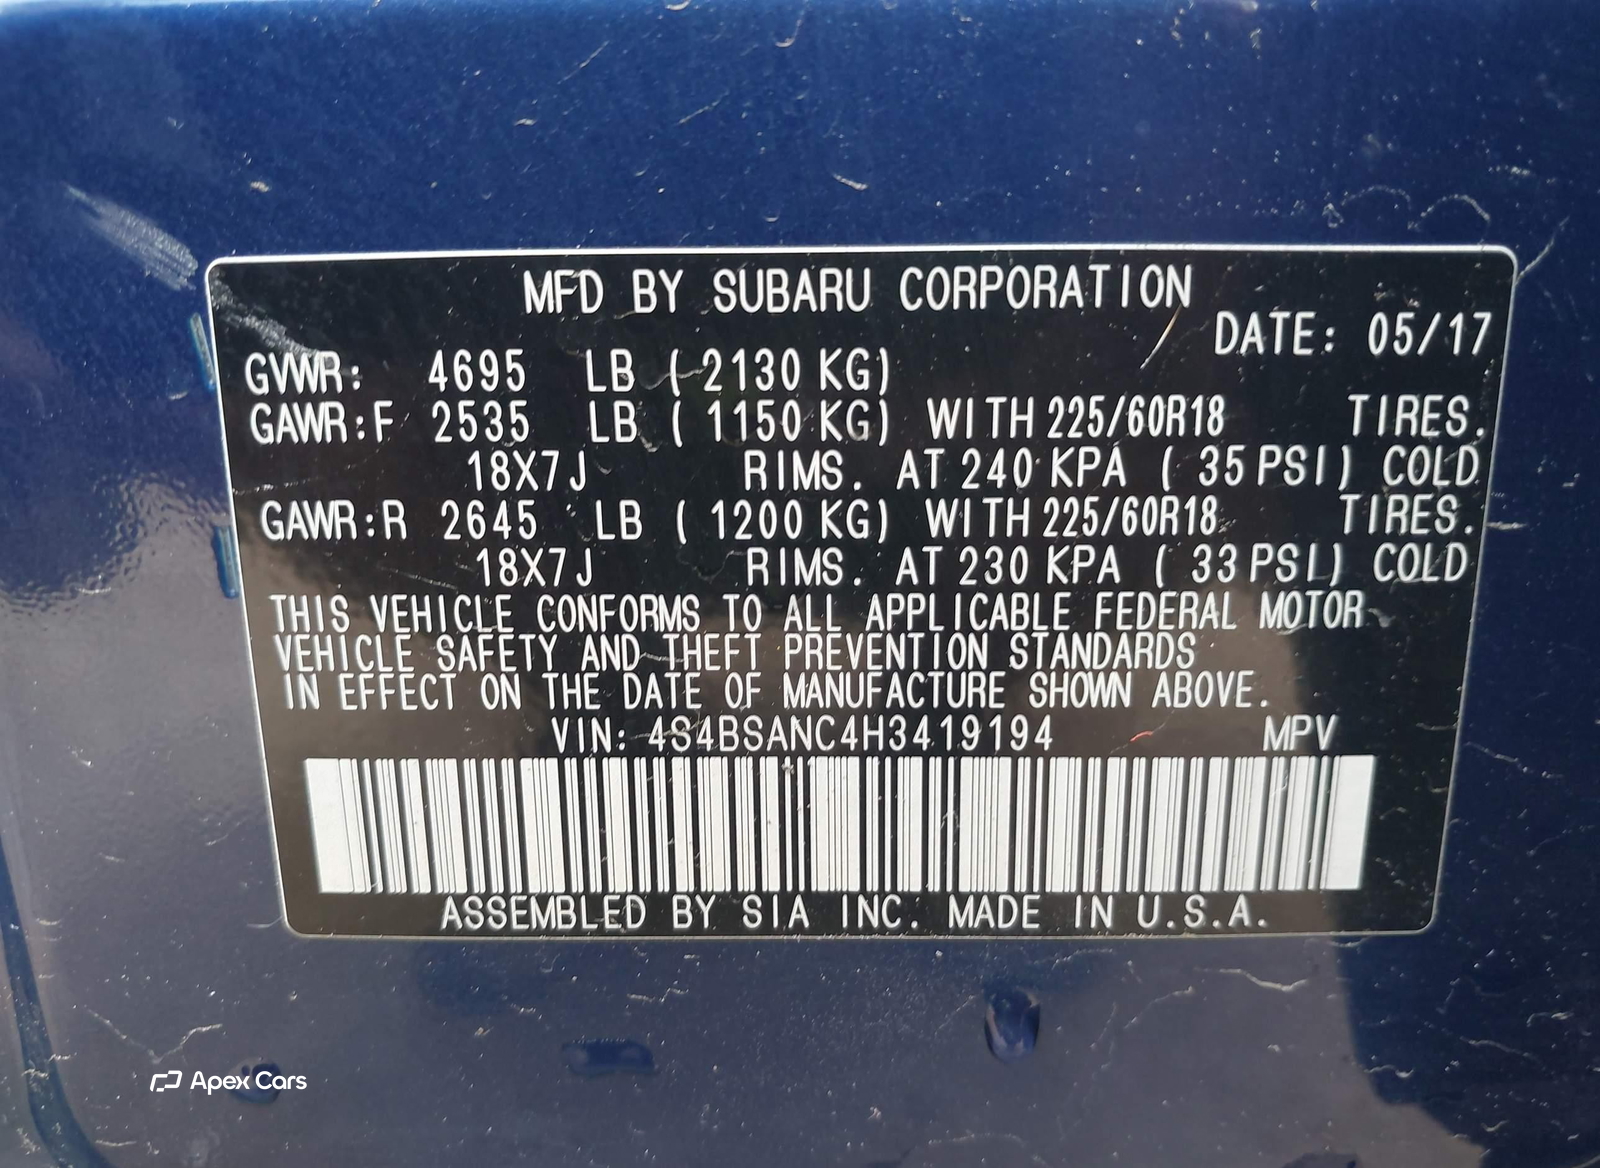 MFD BY SUBARU CORPORATION
DATE: 05/17
GVWR: 4695 LB (2130 KG)
GAWR:F 2535 LB (1150 KG) WITH 225/60R18 TIRES.
18X7J RIMS. AT 240 KPA (35 PSI) COLD
GAWR:R 2645 LB (1200 KG) WITH 225/60R18 TIRES.
18X7J RIMS. AT 230 KPA (33 PSI) COLD
THIS VEHICLE CONFORMS TO ALL APPLICABLE FEDERAL MOTOR
VEHICLE SAFETY AND THEFT PREVENTION STANDARDS
IN EFFECT ON THE DATE OF MANUFACTURE SHOWN ABOVE.
VIN: 4S4BSANC4H3419194 MPV
ASSEMBLED BY SIA INC. MADE IN U.S.A.
Apex Cars